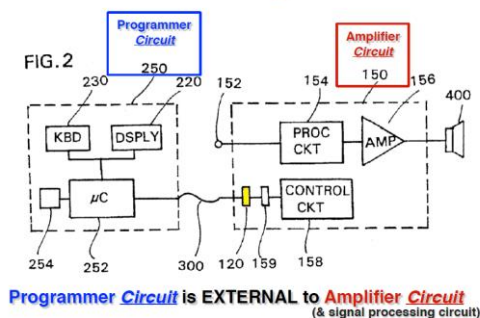 Programmer
Circuit
Amplifier
Circuit
FIG. 2
230
250
220
152
154
150
156
400
KBD
DSPLY
PROC
CKT
AMP
μC
CONTROL
CKT
254
252
300
120
159
158
Programmer Circuit is EXTERNAL to Amplifier Circuit
(& signal processing circuit)